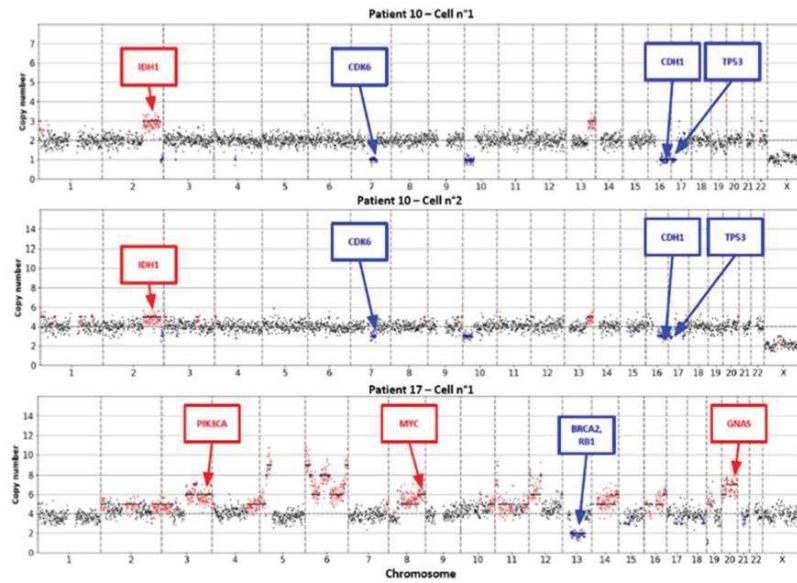 Patient 10 – Cell n°1
Copy number
7
6
5
4
3
2
1
0
IDH1
CDK6
CDH1
TP53
1 2 3 4 5 6 7 8 9 10 11 12 13 14 15 16 17 18 19 20 21 22 X
Patient 10 – Cell n°2
Copy number
14
12
10
8
6
4
2
0
IDH1
CDK6
CDH1
TP53
1 2 3 4 5 6 7 8 9 10 11 12 13 14 15 16 17 18 19 20 21 22 X
Patient 17 – Cell n°1
Copy number
14
12
10
8
6
4
2
0
PIK3CA
MYC
BRCA2,
RB1
GNAS
1 2 3 4 5 6 7 8 9 10 11 12 13 14 15 16 17 18 19 20 21 22 X
Chromosome